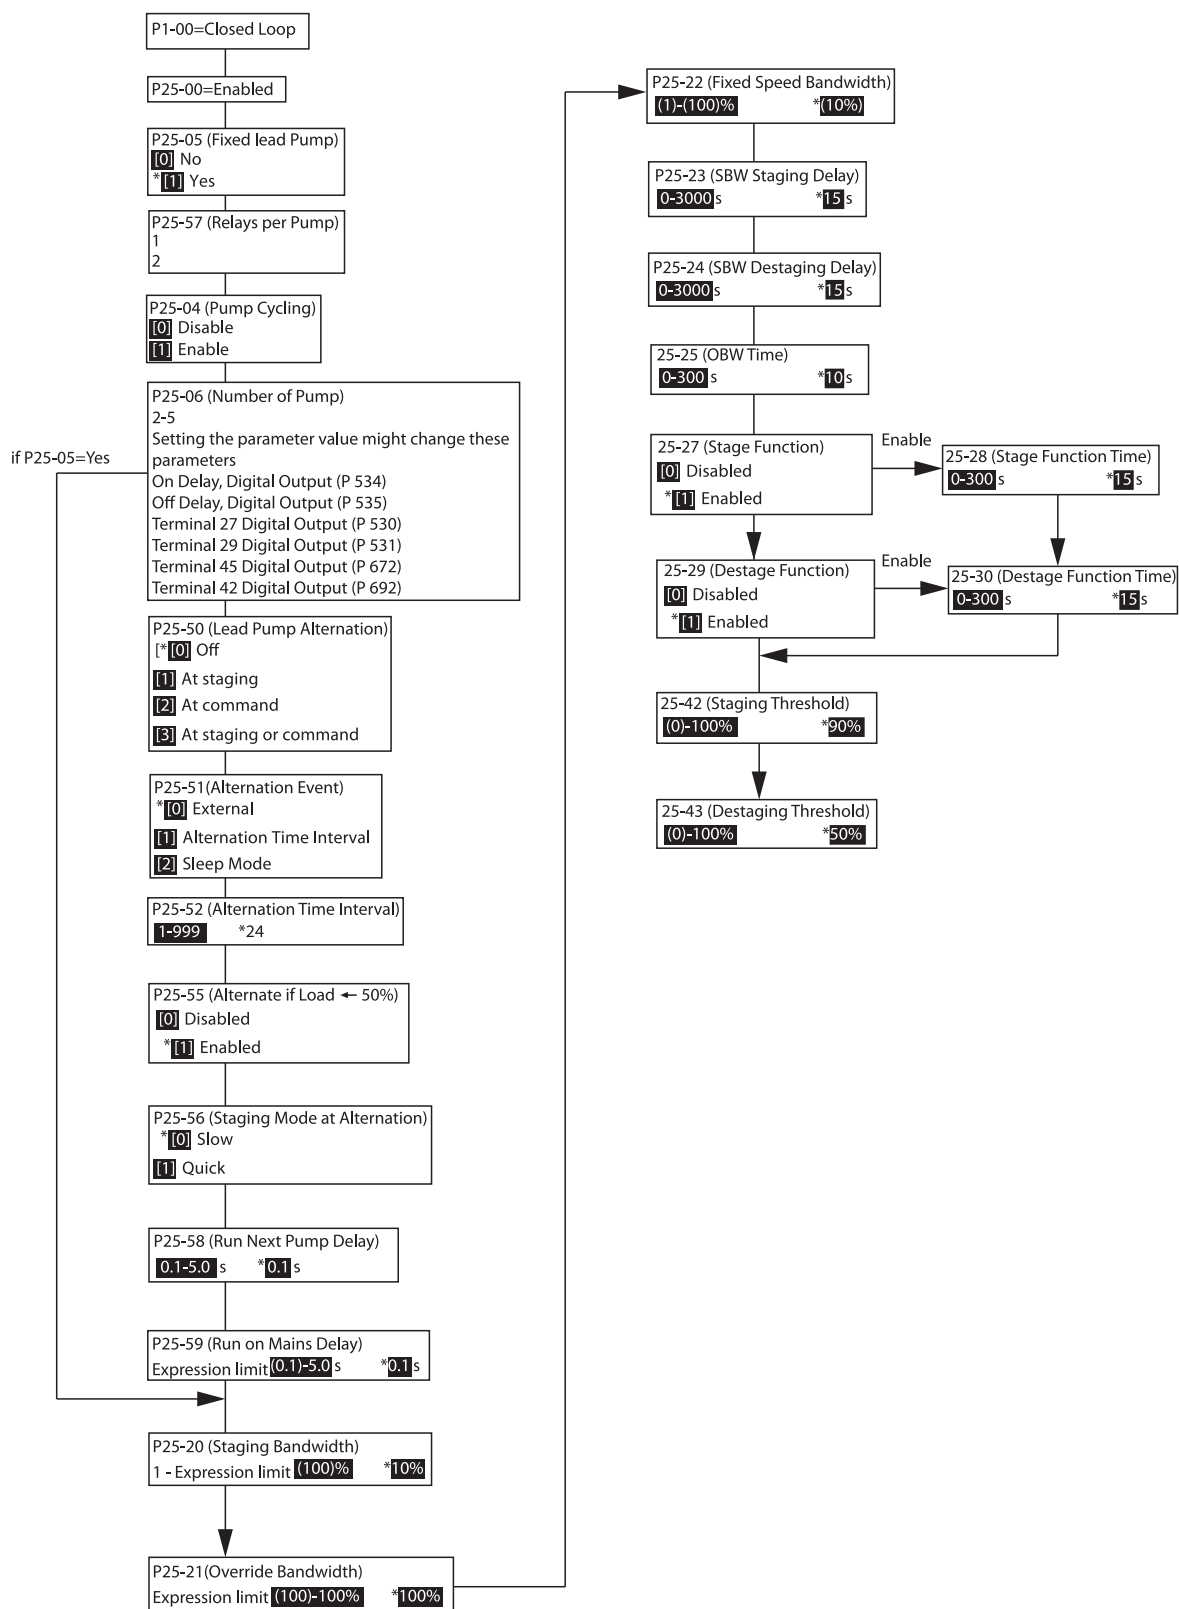 P1-00=Closed Loop
P25-00=Enabled
P25-05 (Fixed lead Pump)
[0] No
*[1] Yes
P25-57 (Relays per Pump)
1
2
P25-04 (Pump Cycling)
[0] Disable
[1] Enable
P25-06 (Number of Pump)
2-5
Setting the parameter value might change these
parameters
On Delay, Digital Output (P 534)
Off Delay, Digital Output (P 535)
Terminal 27 Digital Output (P 530)
Terminal 29 Digital Output (P 531)
Terminal 45 Digital Output (P 672)
Terminal 42 Digital Output (P 692)
if P25-05=Yes
P25-50 (Lead Pump Alternation)
[*[0] Off
[1] At staging
[2] At command
[3] At staging or command
P25-51(Alternation Event)
*[0] External
[1] Alternation Time Interval
[2] Sleep Mode
P25-52 (Alternation Time Interval)
1-999 *24
P25-55 (Alternate if Load ← 50%)
[0] Disabled
*[1] Enabled
P25-56 (Staging Mode at Alternation)
*[0] Slow
[1] Quick
P25-58 (Run Next Pump Delay)
0.1-5.0 s *0.1 s
P25-59 (Run on Mains Delay)
Expression limit (0.1)-5.0 s *0.1 s
P25-20 (Staging Bandwidth)
1 - Expression limit (100)% *10%
P25-21(Override Bandwidth)
Expression limit (100)-100% *100%
P25-22 (Fixed Speed Bandwidth)
(1)-(100)% *(10%)
P25-23 (SBW Staging Delay)
0-3000 s *15 s
P25-24 (SBW Destaging Delay)
0-3000 s *15 s
25-25 (OBW Time)
0-300 s *10 s
25-27 (Stage Function)
[0] Disabled
*[1] Enabled
Enable
25-28 (Stage Function Time)
0-300 s *15 s
25-29 (Destage Function)
[0] Disabled
*[1] Enabled
Enable
25-30 (Destage Function Time)
0-300 s *15 s
25-42 (Staging Threshold)
(0)-100% *90%
25-43 (Destaging Threshold)
(0)-100% *50%